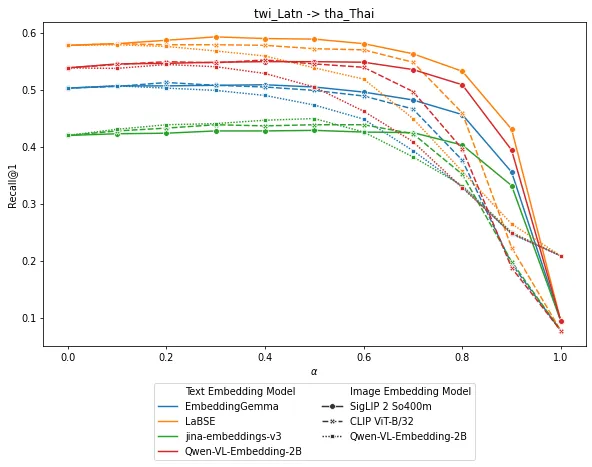 twi_Latn -> tha_Thai
Recall@1
0.6
0.5
0.4
0.3
0.2
0.1
0.0 0.2 0.4 0.6 0.8 1.0
α
Text Embedding Model
EmbeddingGemma
LaBSE
jina-embeddings-v3
Qwen-VL-Embedding-2B
Image Embedding Model
SigLIP 2 So400m
CLIP ViT-B/32
Qwen-VL-Embedding-2B